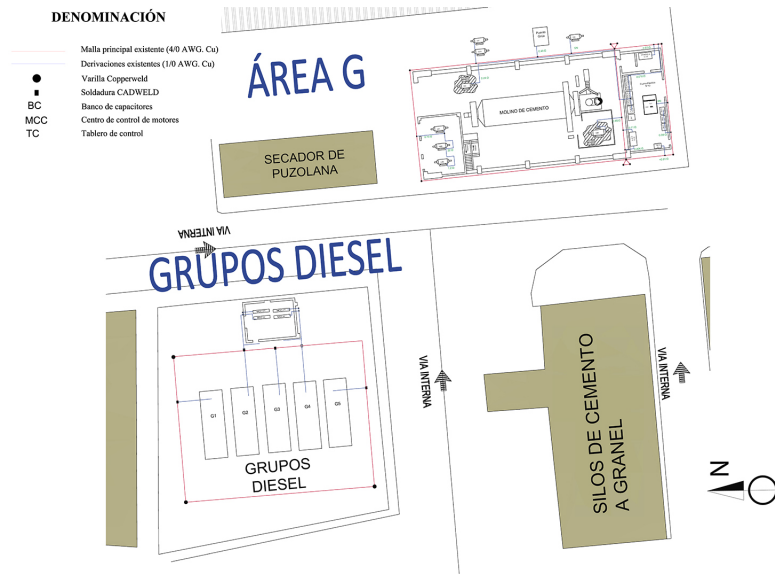 DENOMINACIÓN
Malla principal existente (4/0 AWG. Cu)
Derivaciones existentes (1/0 AWG. Cu)
Varilla Copperweld
Soldadura CADWELD
BC Banco de capacitores
MCC Centro de control de motores
TC Tablero de control
ÁREA G
MOLINO DE CEMENTO
SECADOR DE
PUZOLANA
VIA INTERNA
GRUPOS DIESEL
G1
G2
G3
G4
G5
GRUPOS
DIESEL
VIA INTERNA
SILOS DE CEMENTO
A GRANEL
VIA INTERNA
N